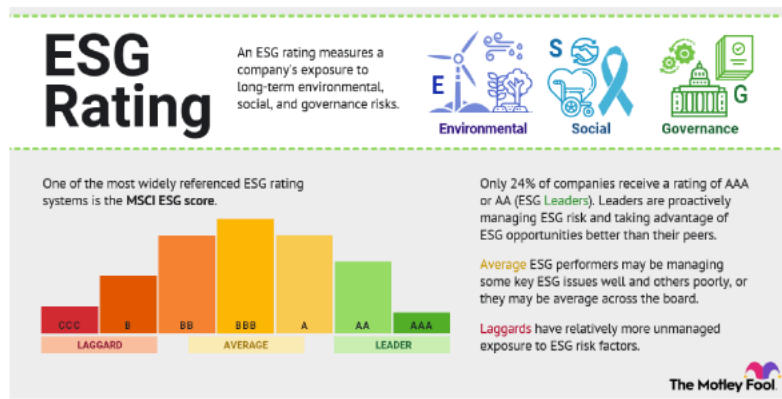 ESG
Rating
An ESG rating measures a
company's exposure to
long-term environmental,
social, and governance risks.
E
Environmental
S
Social
G
Governance
One of the most widely referenced ESG rating
systems is the MSCI ESG score.
CCC B BB BBB A AA AAA
LAGGARD AVERAGE LEADER
Only 24% of companies receive a rating of AAA
or AA (ESG Leaders). Leaders are proactively
managing ESG risk and taking advantage of
ESG opportunities better than their peers.
Average ESG performers may be managing
some key ESG issues well and others poorly, or
they may be average across the board.
Laggards have relatively more unmanaged
exposure to ESG risk factors.
The Motley Fool.